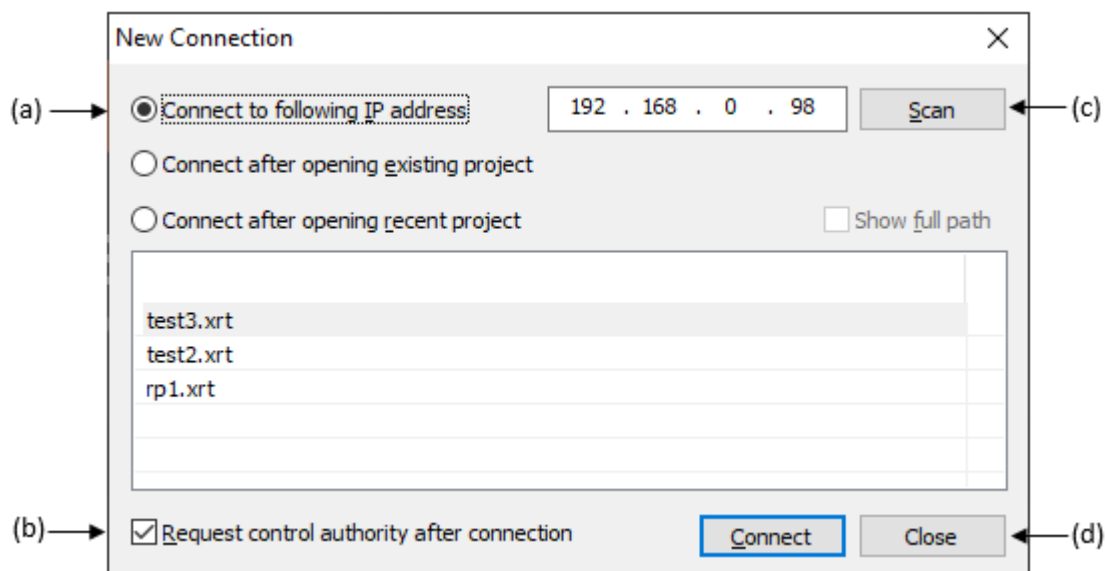 New Connection
(a) Connect to following IP address 192 . 168 . 0 . 98 Scan (c)
Connect after opening existing project
Connect after opening recent project Show full path
test3.xrt
test2.xrt
rp1.xrt
(b) Request control authority after connection Connect Close (d)